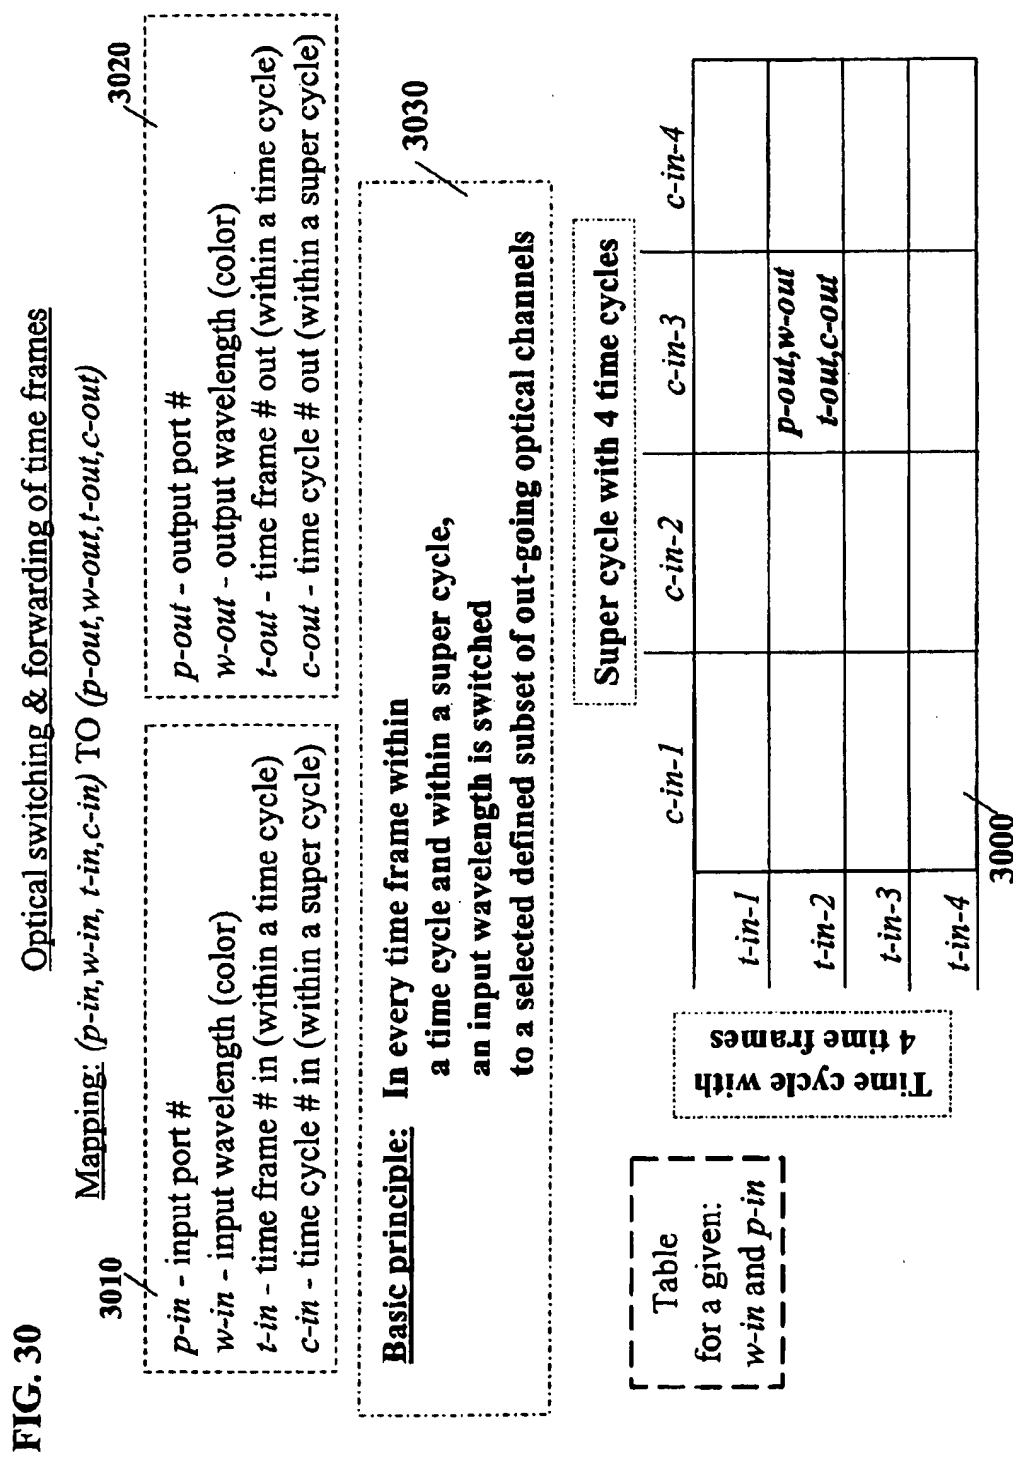 FIG. 30
Optical switching & forwarding of time frames
Mapping: (p-in,w-in, t-in,c-in) TO (p-out,w-out,t-out,c-out)
3010
p-in - input port #
w-in - input wavelength (color)
t-in - time frame # in (within a time cycle)
c-in - time cycle # in (within a super cycle)
3020
p-out - output port #
w-out - output wavelength (color)
t-out - time frame # out (within a time cycle)
c-out - time cycle # out (within a super cycle)
3030
Basic principle: In every time frame within
a time cycle and within a super cycle,
an input wavelength is switched
to a selected defined subset of out-going optical channels
Table
for a given:
w-in and p-in
Time cycle with
4 time frames
Super cycle with 4 time cycles
c-in-1 c-in-2 c-in-3 c-in-4
t-in-1
t-in-2 p-out,w-out
t-out,c-out
t-in-3
t-in-4
3000